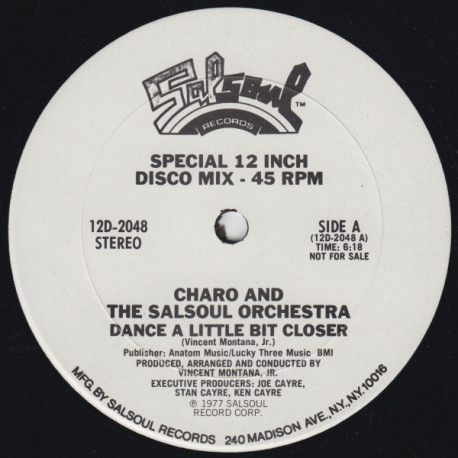 Salsoul TM
RECORDS
SPECIAL 12 INCH
DISCO MIX - 45 RPM
12D-2048
STEREO
SIDE A
(12D-2048 A)
TIME: 6:18
NOT FOR SALE
CHARO AND
THE SALSOUL ORCHESTRA
DANCE A LITTLE BIT CLOSER
(Vincent Montana, Jr.)
Publisher: Anatom Music/Lucky Three Music BMI
PRODUCED, ARRANGED AND CONDUCTED BY
VINCENT MONTANA, JR.
EXECUTIVE PRODUCERS: JOE CAYRE,
STAN CAYRE, KEN CAYRE
℗ 1977 SALSOUL
RECORD CORP.
MFG. BY SALSOUL RECORDS 240 MADISON AVE., N.Y., N.Y. 10016